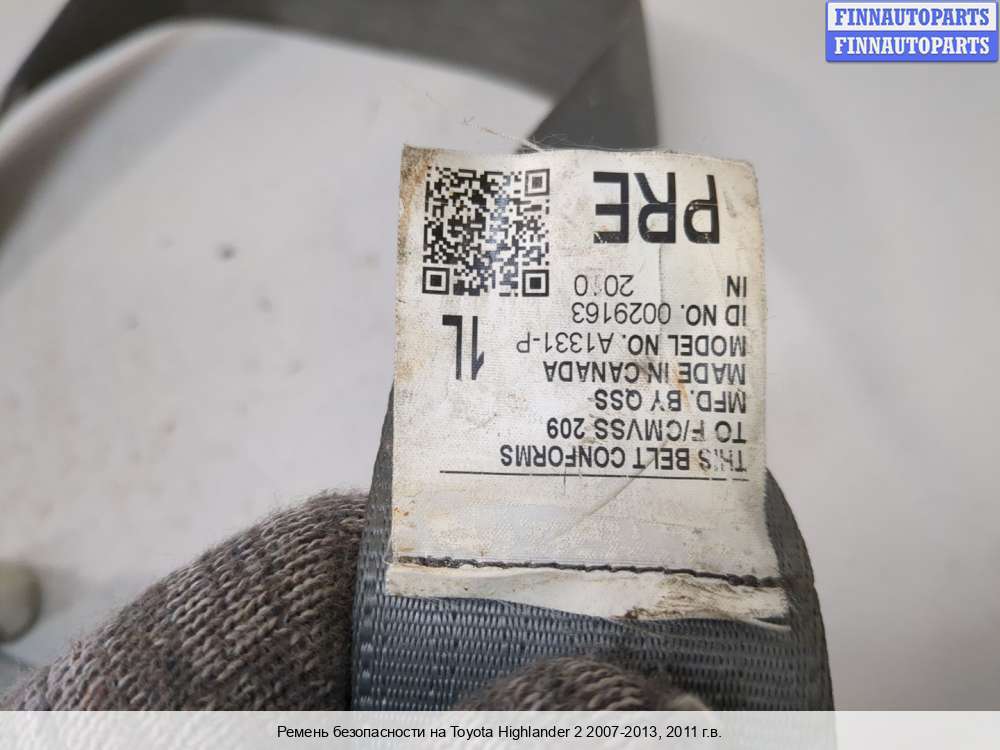 FINNAUTOPARTS
FINNAUTOPARTS
THIS BELT CONFORMS
TO F/CMVSS 209
MFD. BY QSS
MADE IN CANADA
MODEL NO. A1331-P
1L
ID NO. 0029163
IN 2010
PRE
Ремень безопасности на Toyota Highlander 2 2007-2013, 2011 г.в.